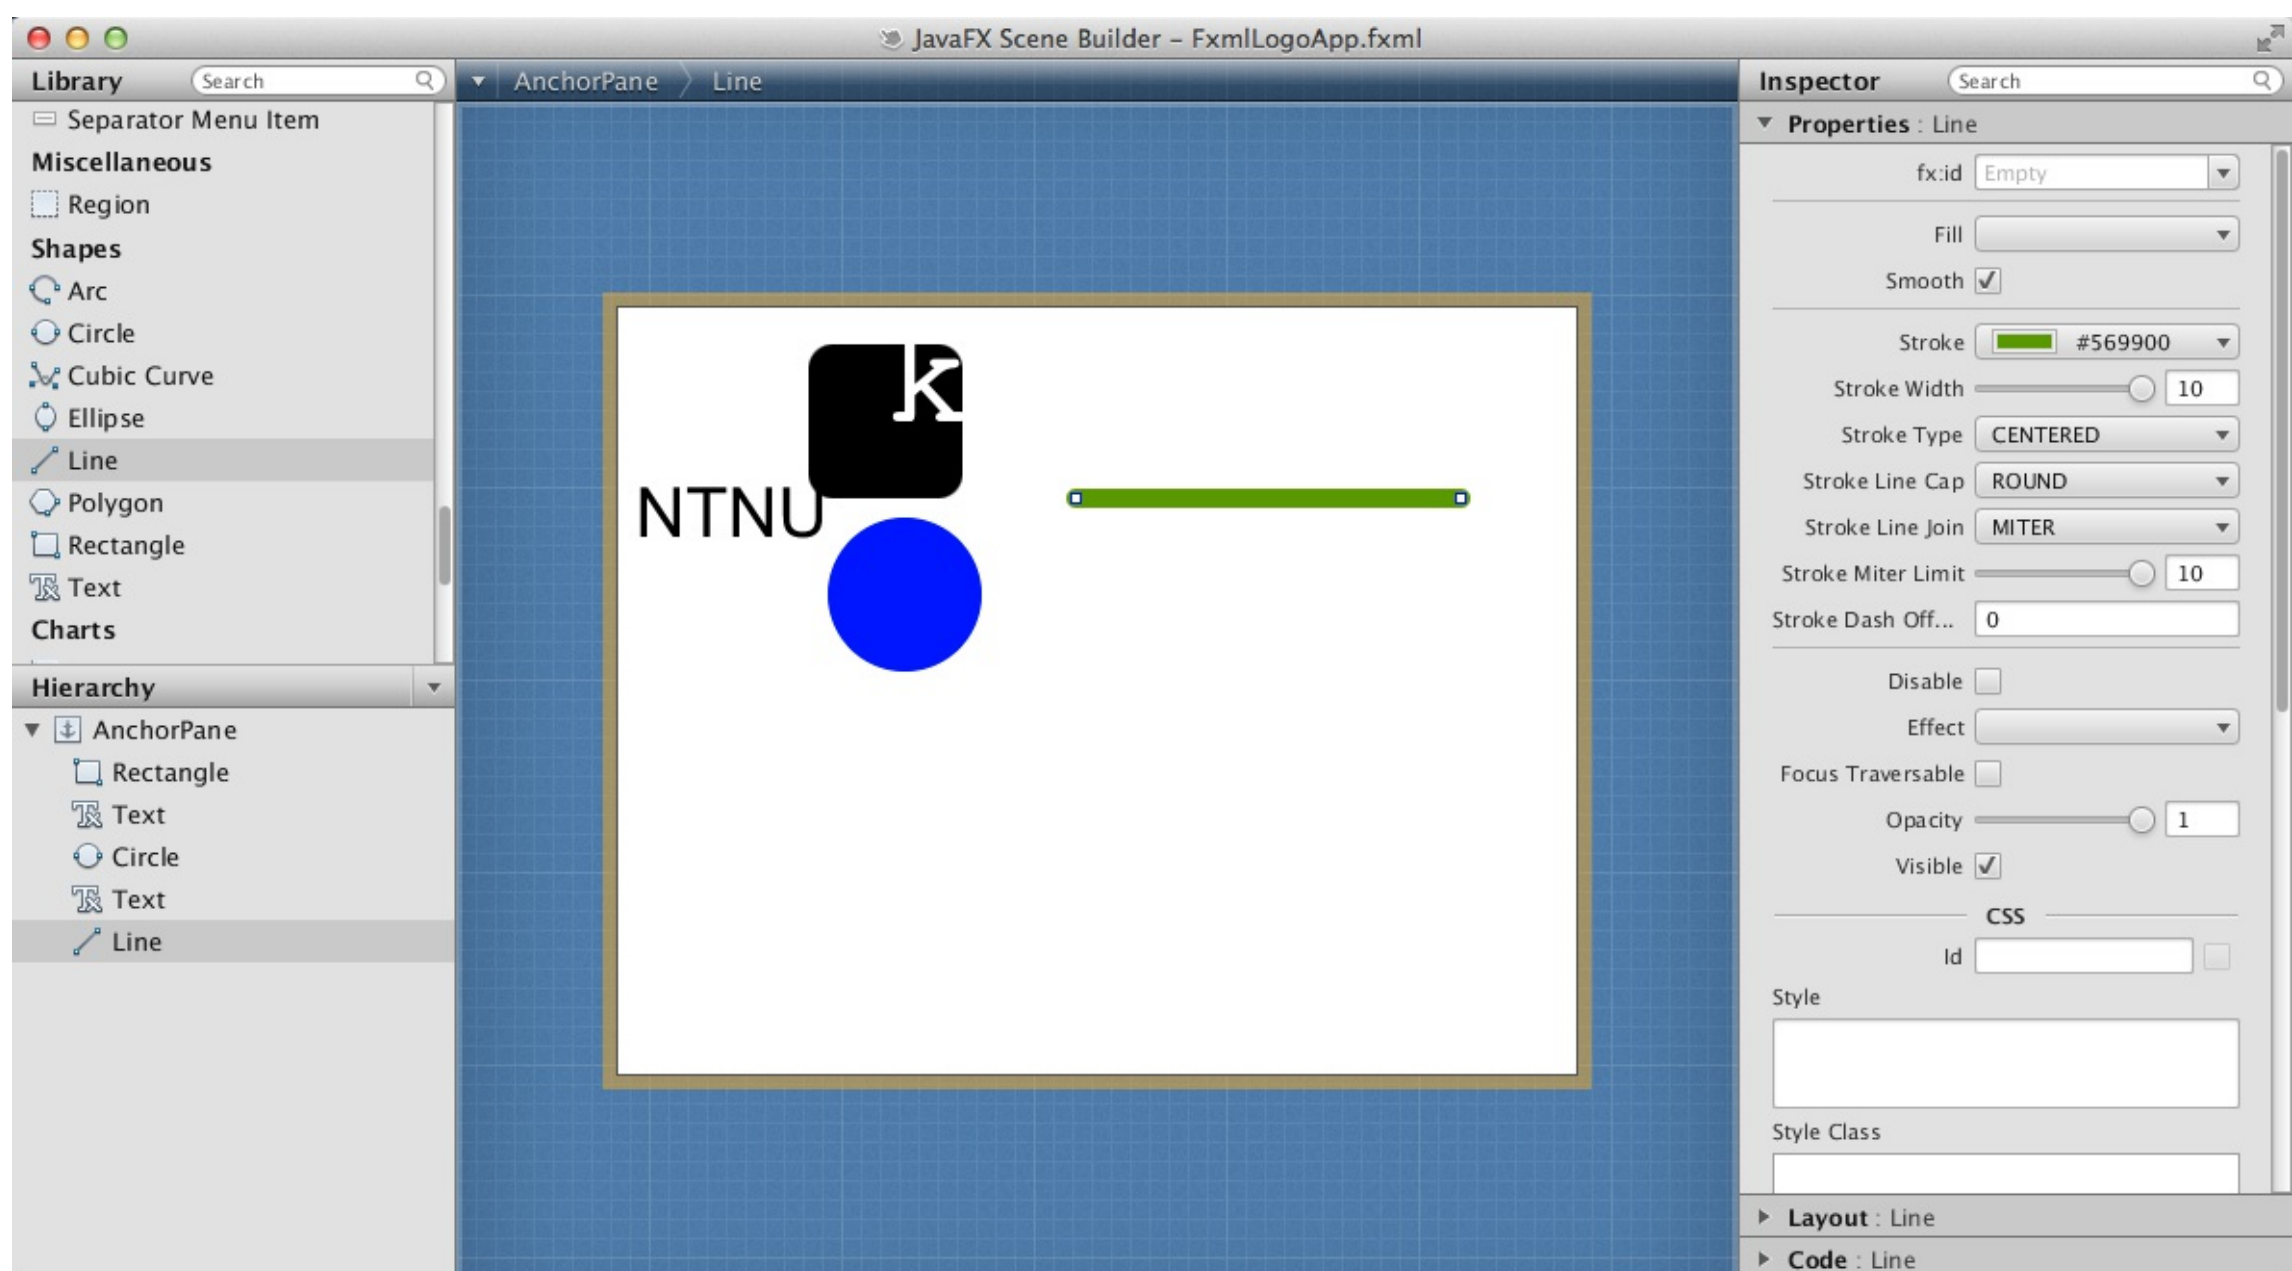 JavaFX Scene Builder – FxmlLogoApp.fxml
Library
Search
AnchorPane
Line
Inspector
Search
Separator Menu Item
Miscellaneous
Region
Shapes
Arc
Circle
Cubic Curve
Ellipse
Line
Polygon
Rectangle
Text
Charts
Hierarchy
AnchorPane
Rectangle
Text
Circle
Text
Line
k
NTNU
Properties : Line
fx:id Empty
Fill
Smooth
Stroke #569900
Stroke Width 10
Stroke Type CENTERED
Stroke Line Cap ROUND
Stroke Line Join MITER
Stroke Miter Limit 10
Stroke Dash Off... 0
Disable
Effect
Focus Traversable
Opacity 1
Visible
CSS
Id
Style
Style Class
Layout : Line
Code : Line